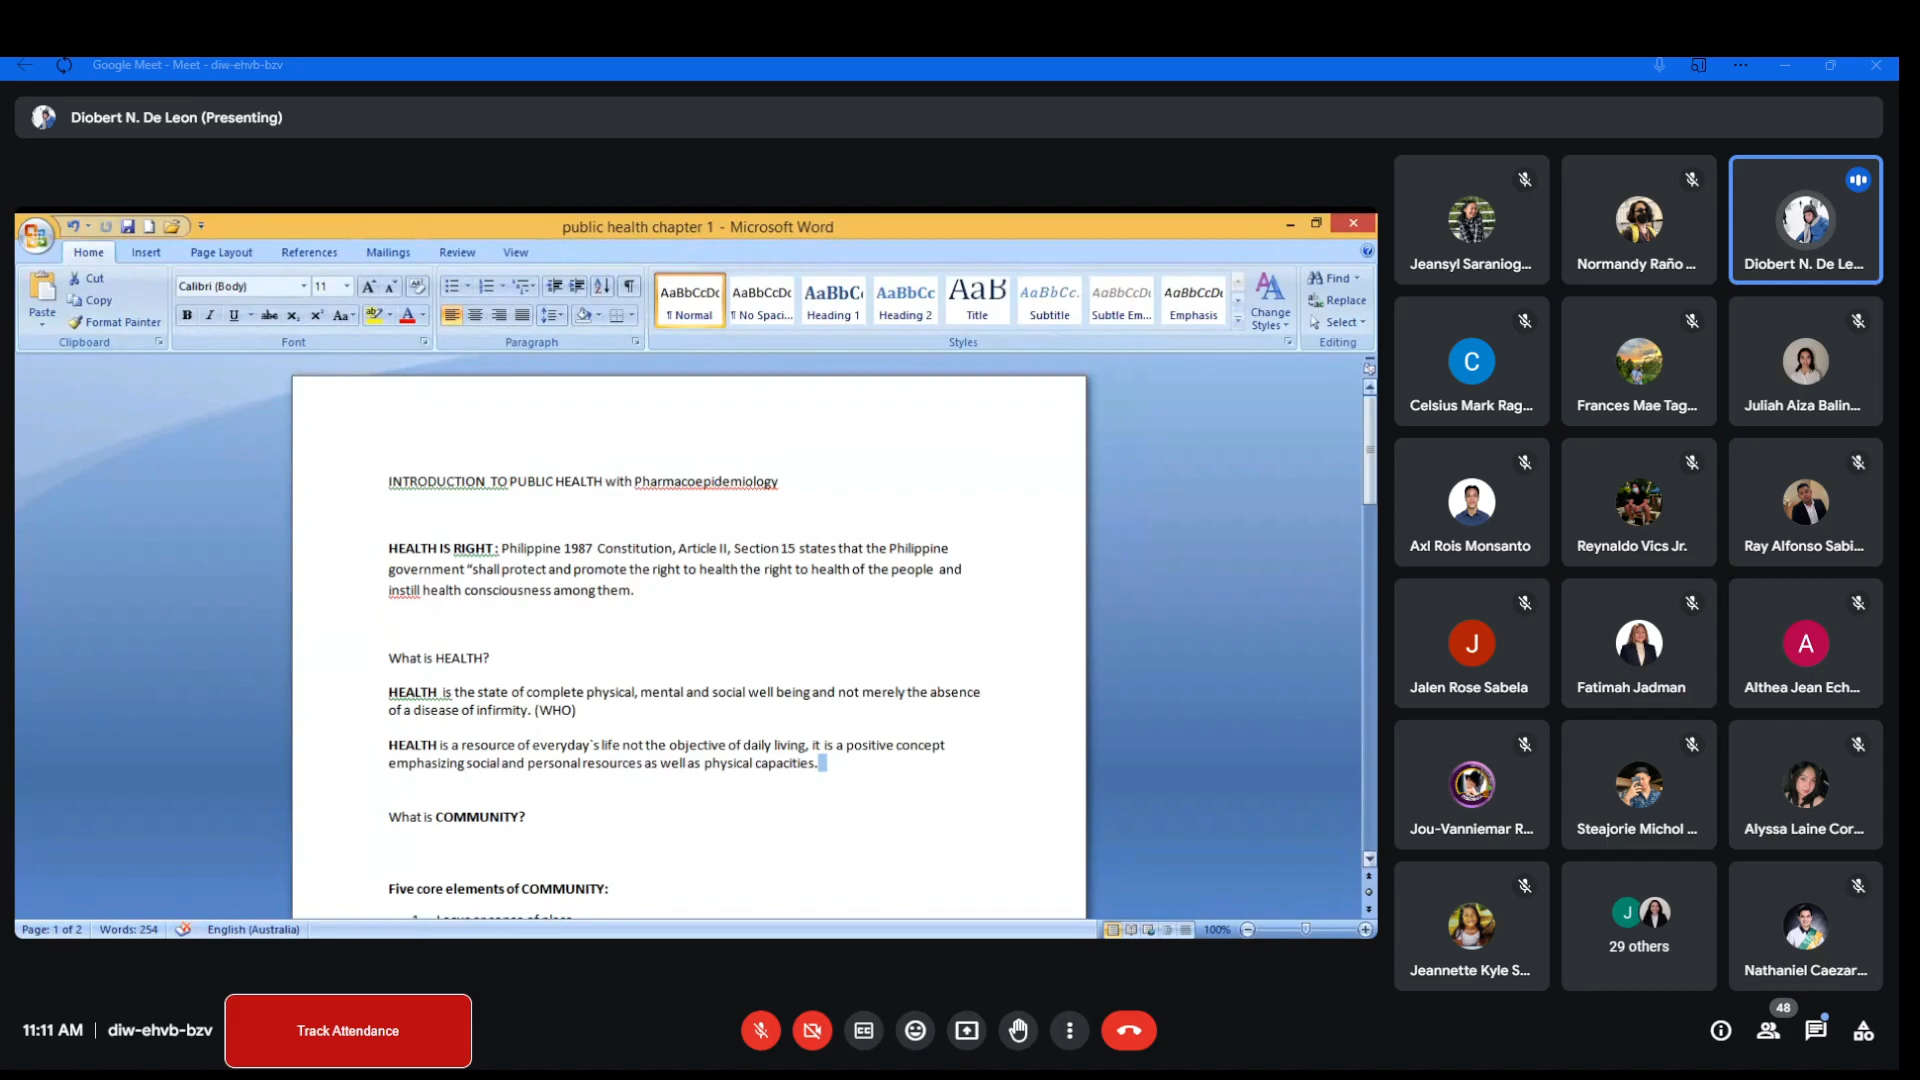 Google Meet - Meet - diw-ehvb-bzv
Diobert N. De Leon (Presenting)
public health chapter 1 - Microsoft Word
Home Insert Page Layout References Mailings Review View
Paste
Cut
Copy
Format Painter
Clipboard
Calibri (Body) 11
B I U abc X₂ X² Aa
Font
Paragraph
AaBbCcDc AaBbCcDc AaBbC AaBbCc AaB AaBbCc. AaBbCcDc AaBbCcDc
¶ Normal ¶ No Spaci... Heading 1 Heading 2 Title Subtitle Subtle Em... Emphasis
Change Styles
Styles
Find
Replace
Select
Editing
INTRODUCTION TO PUBLIC HEALTH with Pharmacoepidemiology
HEALTH IS RIGHT : Philippine 1987 Constitution, Article II, Section 15 states that the Philippine
government “shall protect and promote the right to health the right to health of the people and
instill health consciousness among them.
What is HEALTH?
HEALTH is the state of complete physical, mental and social well being and not merely the absence
of a disease of infirmity. (WHO)
HEALTH is a resource of everyday`s life not the objective of daily living, it is a positive concept
emphasizing social and personal resources as well as physical capacities.
What is COMMUNITY?
Five core elements of COMMUNITY:
Page: 1 of 2 Words: 254 English (Australia) 100%
Jeansyl Saraniog...
Normandy Raño ...
Diobert N. De Le...
C
Celsius Mark Rag...
Frances Mae Tag...
Juliah Aiza Balin...
Axl Rois Monsanto
Reynaldo Vics Jr.
Ray Alfonso Sabi...
J
Jalen Rose Sabela
Fatimah Jadman
A
Althea Jean Ech...
Jou-Vanniemar R...
Steajorie Michol ...
Alyssa Laine Cor...
Jeannette Kyle S...
J
29 others
Nathaniel Caezar...
11:11 AM diw-ehvb-bzv
Track Attendance
48